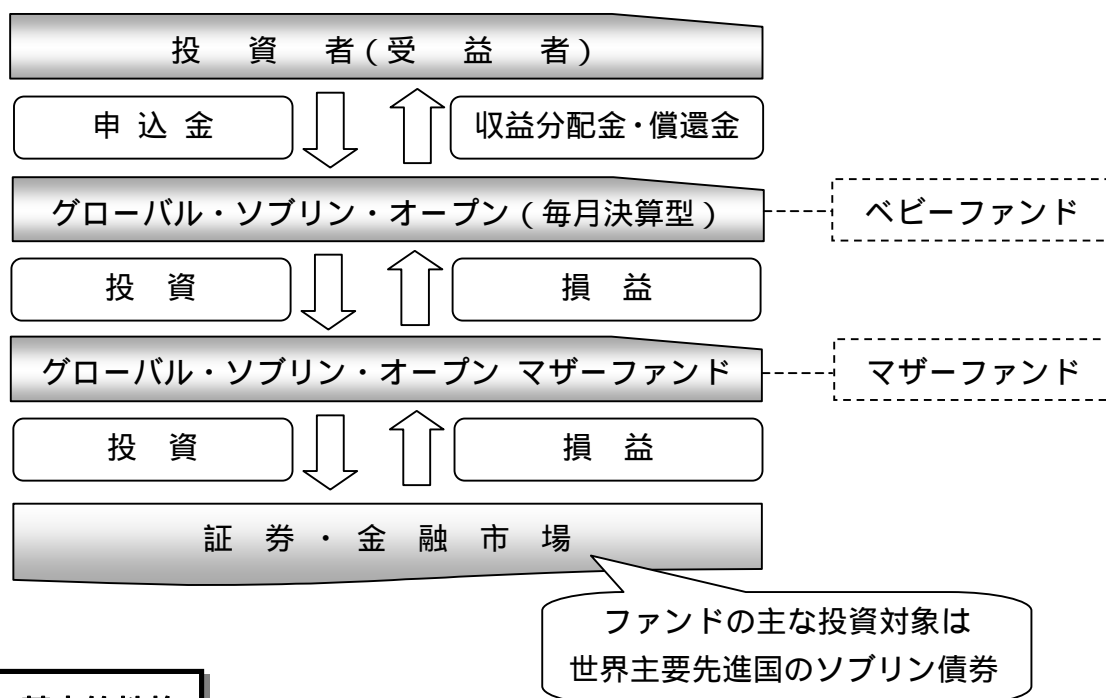 投 資 者(受 益 者)
申 込 金
収益分配金・償還金
グローバル・ソブリン・オープン(毎月決算型)
ベビーファンド
投 資
損 益
グローバル・ソブリン・オープン マザーファンド
マザーファンド
投 資
損 益
証 券 ・ 金 融 市 場
ファンドの主な投資対象は
世界主要先進国のソブリン債券